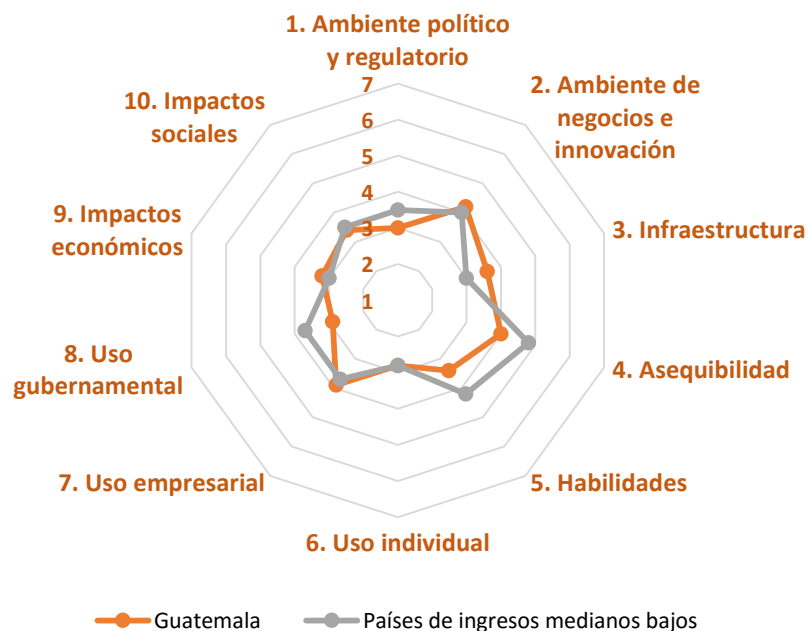 1. Ambiente político
y regulatorio
2. Ambiente de
negocios e
innovación
3. Infraestructura
4. Asequibilidad
5. Habilidades
6. Uso individual
7. Uso empresarial
8. Uso
gubernamental
9. Impactos
económicos
10. Impactos
sociales
7
6
5
4
3
2
1
Guatemala
Países de ingresos medianos bajos